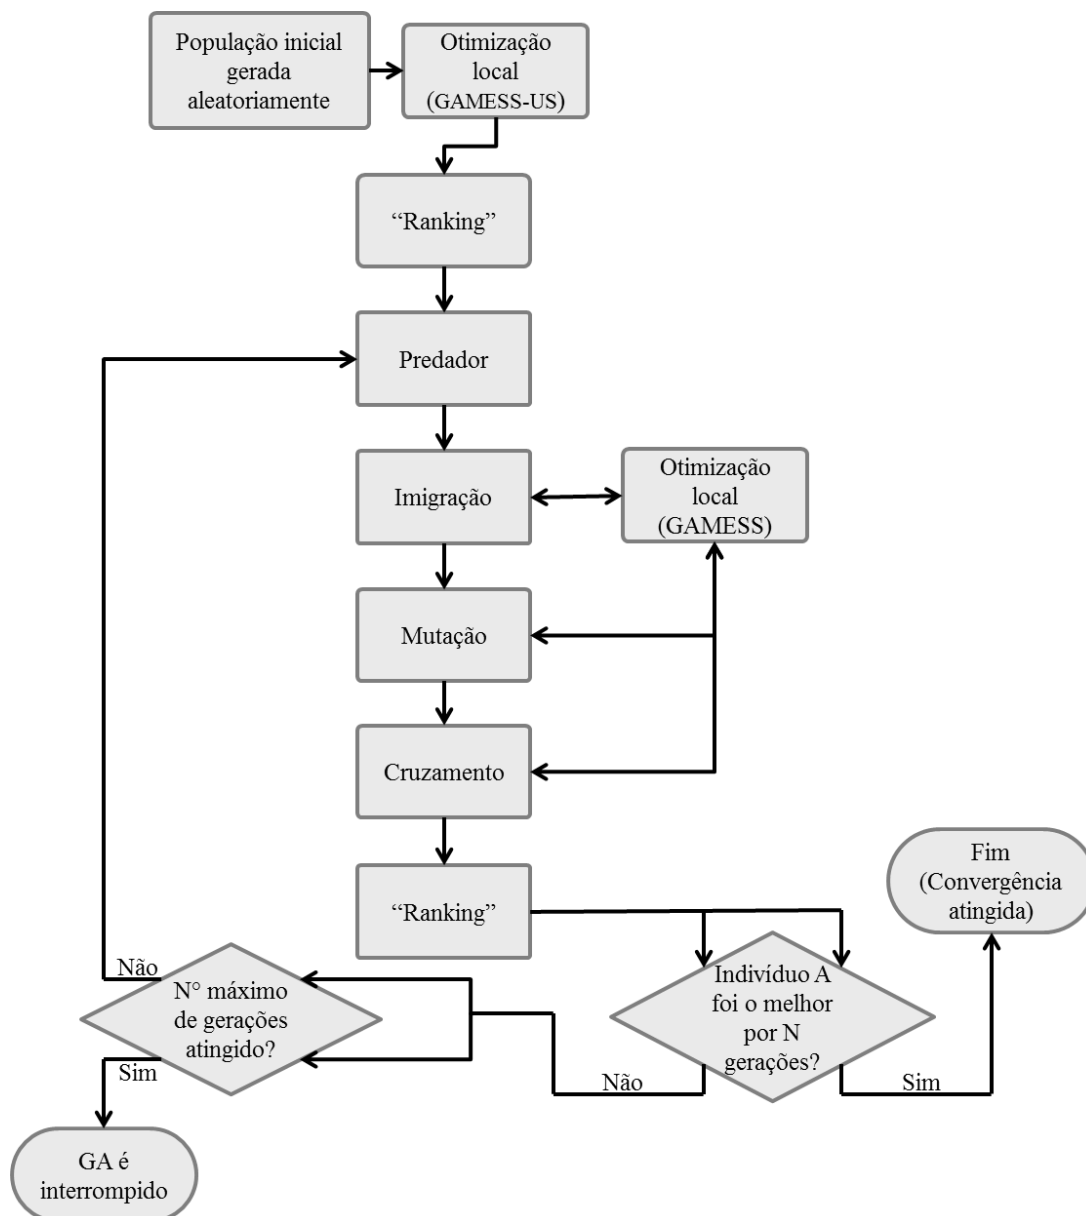 População inicial
gerada
aleatoriamente
Otimização
local
(GAMESS-US)
“Ranking”
Predador
Imigração
Otimização
local
(GAMESS)
Mutação
Cruzamento
“Ranking”
Fim
(Convergência
atingida)
Indivíduo A
foi o melhor
por N
gerações?
Não
Sim
Não
N° máximo
de gerações
atingido?
Sim
GA é
interrompido